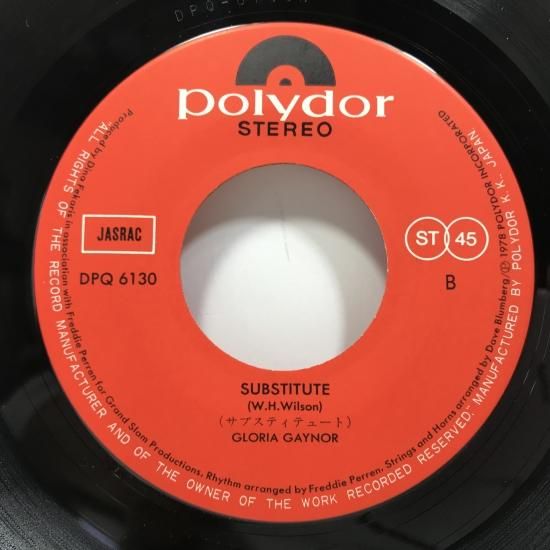 polydor
STEREO
JASRAC
DPQ 6130
ST 45
B
SUBSTITUTE
(W.H.Wilson)
(サブスティテュート)
GLORIA GAYNOR
Produced by Dino Fekaris in association with Freddie Perren for Grand Slam Productions, Rhythm arranged by Freddie Perren, Strings and Horns arranged by Dave Blumberg/Ⓟ 1978 POLYDOR INCORPORATED
"ALL RIGHTS OF THE RECORD MANUFACTURER AND OF THE OWNER OF THE WORK RECORDED RESERVED." MANUFACTURED BY POLYDOR K.K., JAPAN